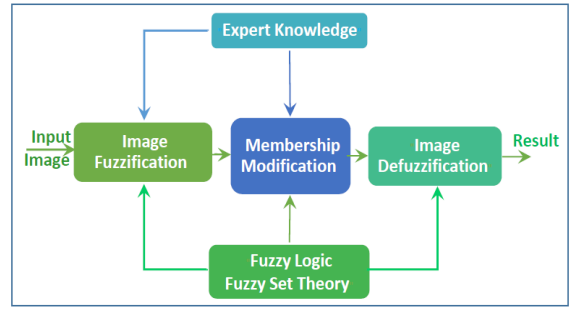 Expert Knowledge
Input
Image
Image
Fuzzification
Membership
Modification
Image
Defuzzification
Result
Fuzzy Logic
Fuzzy Set Theory